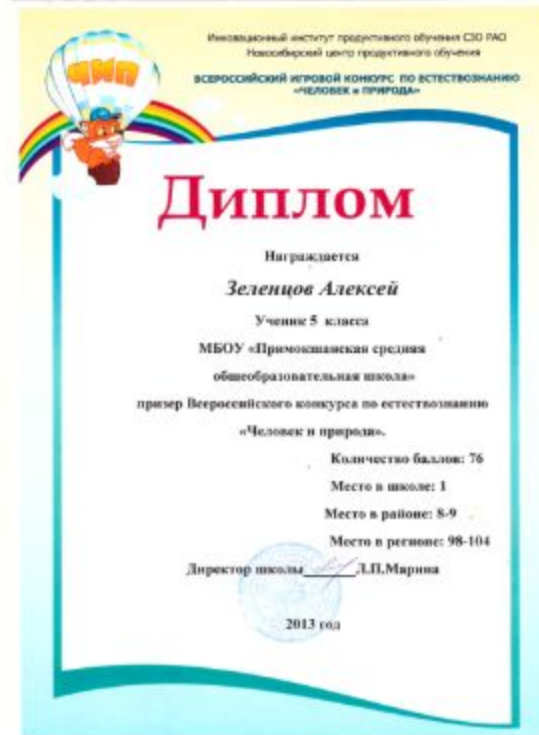 Инновационный институт продуктивного обучения СЗО РАО
Новосибирский центр продуктивного обучения
ВСЕРОССИЙСКИЙ ИГРОВОЙ КОНКУРС ПО ЕСТЕСТВОЗНАНИЮ
«ЧЕЛОВЕК и ПРИРОДА»
ЧИП
Диплом
Награждается
Зеленцов Алексей
Ученик 5 класса
МБОУ «Примокшанская средняя
общеобразовательная школа»
призер Всероссийского конкурса по естествознанию
«Человек и природа».
Количество баллов: 76
Место в школе: 1
Место в районе: 8-9
Место в регионе: 98-104
Директор школы______Л.П.Марина
2013 год